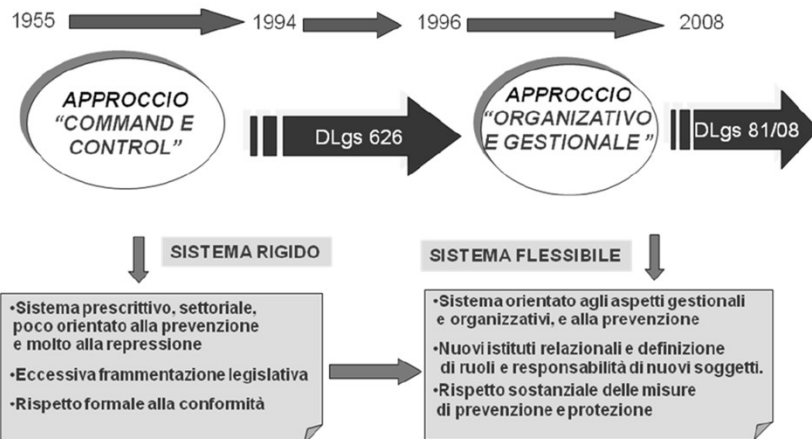 1955 1994 1996 2008
APPROCCIO
“COMMAND E
CONTROL”
DLgs 626
APPROCCIO
“ORGANIZATIVO
E GESTIONALE ”
DLgs 81/08
SISTEMA RIGIDO
SISTEMA FLESSIBILE
•Sistema prescrittivo, settoriale,
poco orientato alla prevenzione
e molto alla repressione
•Eccessiva frammentazione legislativa
•Rispetto formale alla conformità
•Sistema orientato agli aspetti gestionali
e organizzativi, e alla prevenzione
•Nuovi istituti relazionali e definizione
di ruoli e responsabilità di nuovi soggetti.
•Rispetto sostanziale delle misure
di prevenzione e protezione